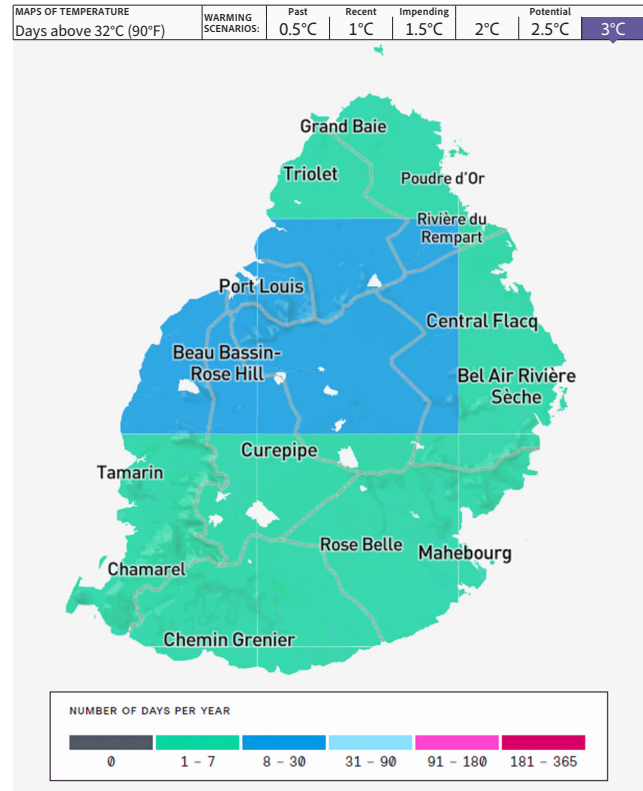 MAPS OF TEMPERATURE
Days above 32°C (90°F)
WARMING
SCENARIOS:
Past
0.5°C
Recent
1°C
Impending
1.5°C
Potential
2°C
2.5°C
3°C
Grand Baie
Triolet
Poudre d'Or
Rivière du
Rempart
Port Louis
Central Flacq
Beau Bassin-
Rose Hill
Bel Air Rivière
Sèche
Curepipe
Tamarin
Rose Belle
Mahebourg
Chamarel
Chemin Grenier
NUMBER OF DAYS PER YEAR
0
1 – 7
8 – 30
31 – 90
91 – 180
181 – 365